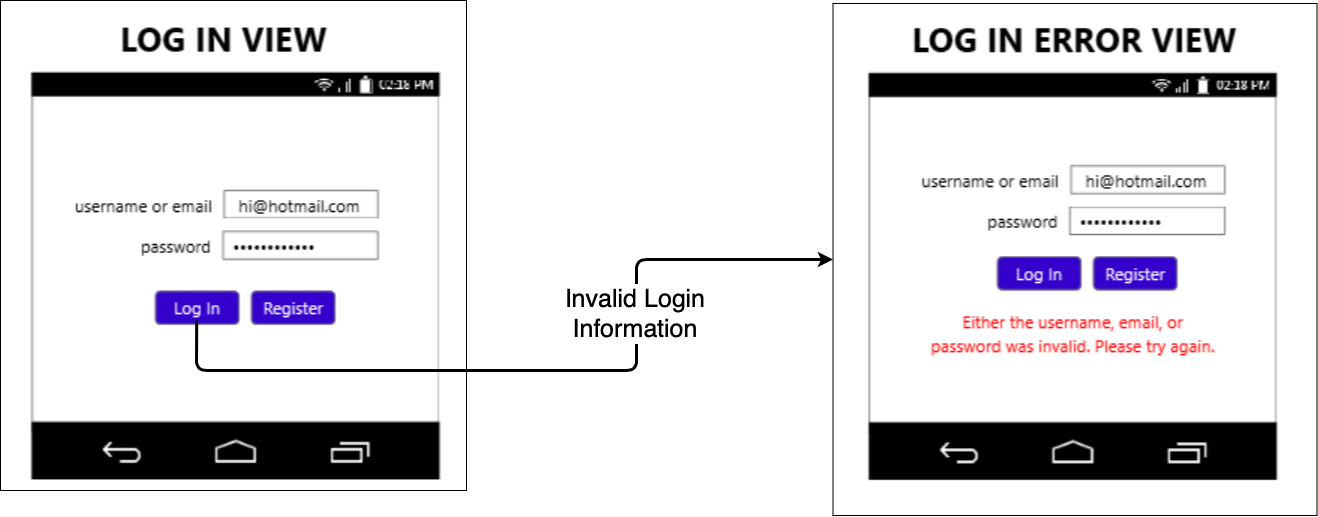 LOG IN VIEW
02:18 PM
username or email hi@hotmail.com
password ••••••••••••
Log In Register
Invalid Login
Information
LOG IN ERROR VIEW
02:18 PM
username or email hi@hotmail.com
password ••••••••••••
Log In Register
Either the username, email, or
password was invalid. Please try again.